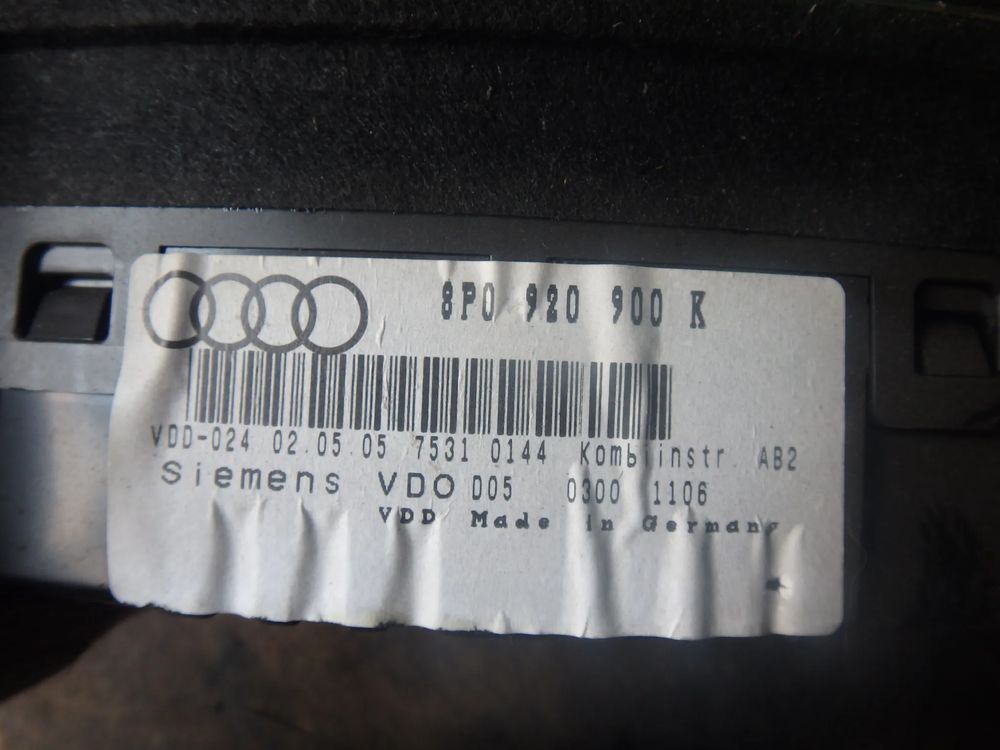 8P0 920 900 K
VDD-024 02.05.05 7531 0144 Kombiinstr. AB2
Siemens VDO D05 0300 1106
VDD Made in Germany